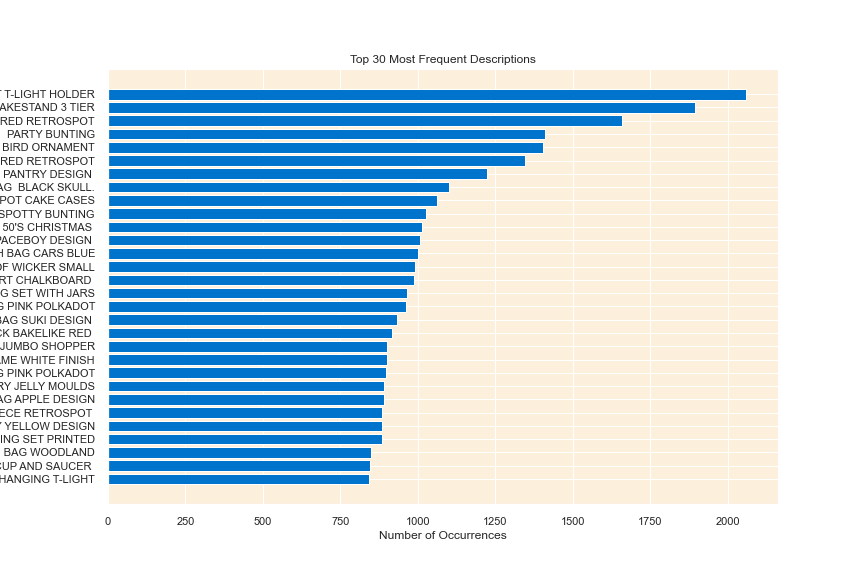 Top 30 Most Frequent Descriptions
T-LIGHT HOLDER
AKESTAND 3 TIER
RED RETROSPOT
PARTY BUNTING
BIRD ORNAMENT
RED RETROSPOT
PANTRY DESIGN
AG  BLACK SKULL.
POT CAKE CASES
SPOTTY BUNTING
50'S CHRISTMAS
PACEBOY DESIGN
H BAG CARS BLUE
OF WICKER SMALL
RT CHALKBOARD
G SET WITH JARS
G PINK POLKADOT
BAG SUKI DESIGN
CK BAKELIKE RED
JUMBO SHOPPER
AME WHITE FINISH
G PINK POLKADOT
RY JELLY MOULDS
AG APPLE DESIGN
ECE RETROSPOT
Y YELLOW DESIGN
ING SET PRINTED
BAG WOODLAND
CUP AND SAUCER
HANGING T-LIGHT
0 250 500 750 1000 1250 1500 1750 2000
Number of Occurrences